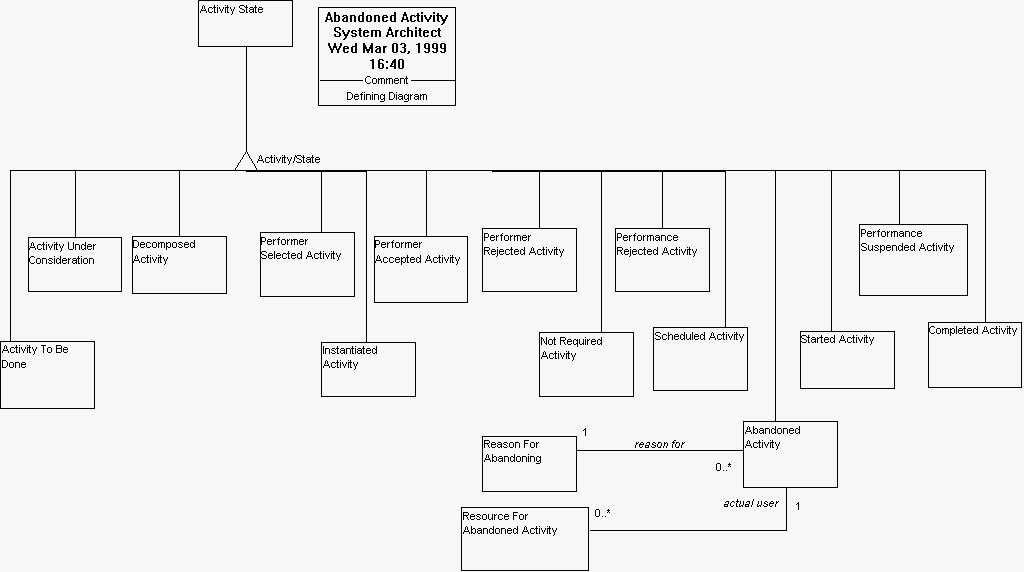 Activity State
Abandoned Activity
System Architect
Wed Mar 03, 1999
16:40
Comment
Defining Diagram
Activity/State
Activity Under
Consideration
Decomposed
Activity
Performer
Selected Activity
Performer
Accepted Activity
Performer
Rejected Activity
Performance
Rejected Activity
Performance
Suspended Activity
Activity To Be
Done
Instantiated
Activity
Not Required
Activity
Scheduled Activity
Started Activity
Completed Activity
Reason For
Abandoning
1
reason for
0..*
Abandoned
Activity
Resource For
Abandoned Activity
0..*
actual user
1